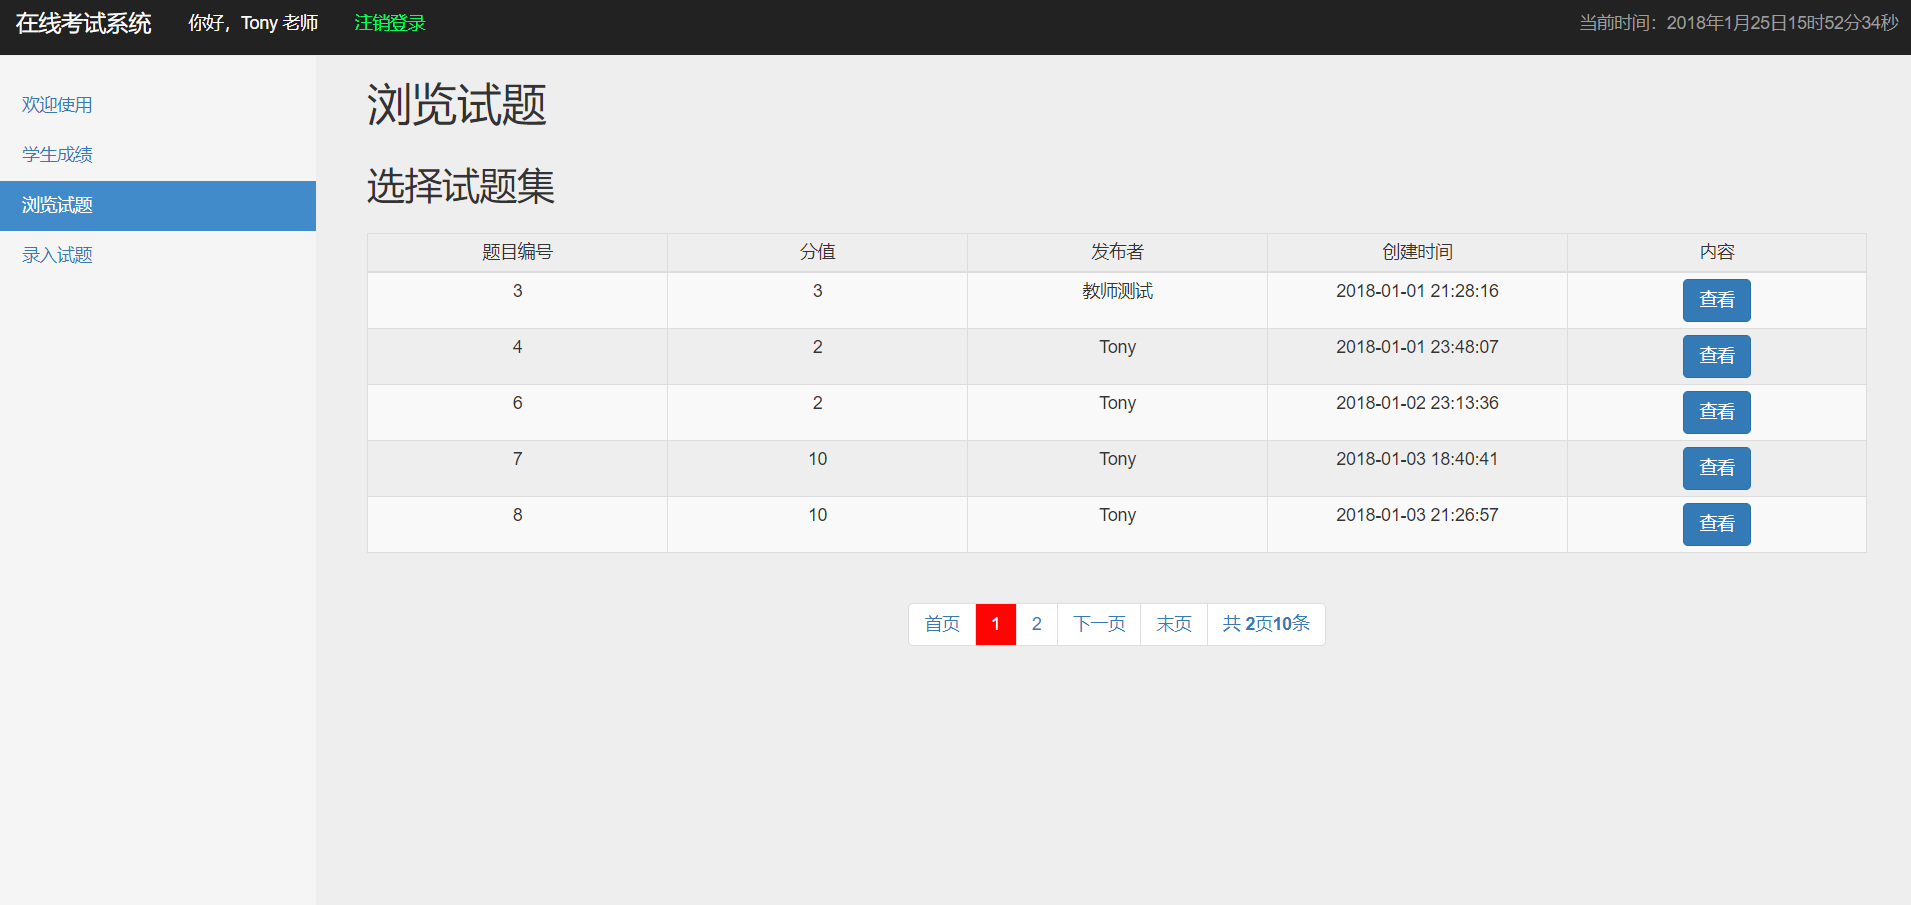 在线考试系统 你好，Tony 老师 注销登录 当前时间：2018年1月25日15时52分34秒
欢迎使用
学生成绩
浏览试题
录入试题
浏览试题
选择试题集
题目编号 分值 发布者 创建时间 内容
3 3 教师测试 2018-01-01 21:28:16 查看
4 2 Tony 2018-01-01 23:48:07 查看
6 2 Tony 2018-01-02 23:13:36 查看
7 10 Tony 2018-01-03 18:40:41 查看
8 10 Tony 2018-01-03 21:26:57 查看
首页 1 2 下一页 末页 共 2页10条